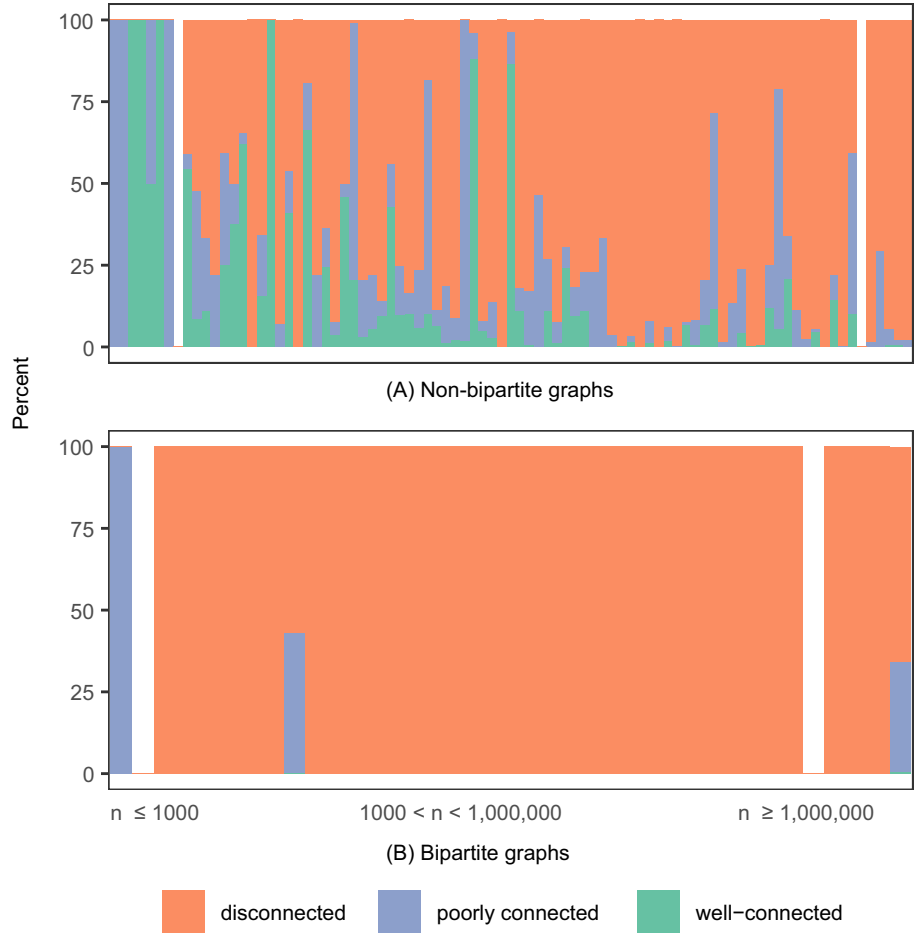 100
75
50
25
0
(A) Non-bipartite graphs
Percent
100
75
50
25
0
n ≤ 1000 1000 < n < 1,000,000 n ≥ 1,000,000
(B) Bipartite graphs
disconnected poorly connected well−connected